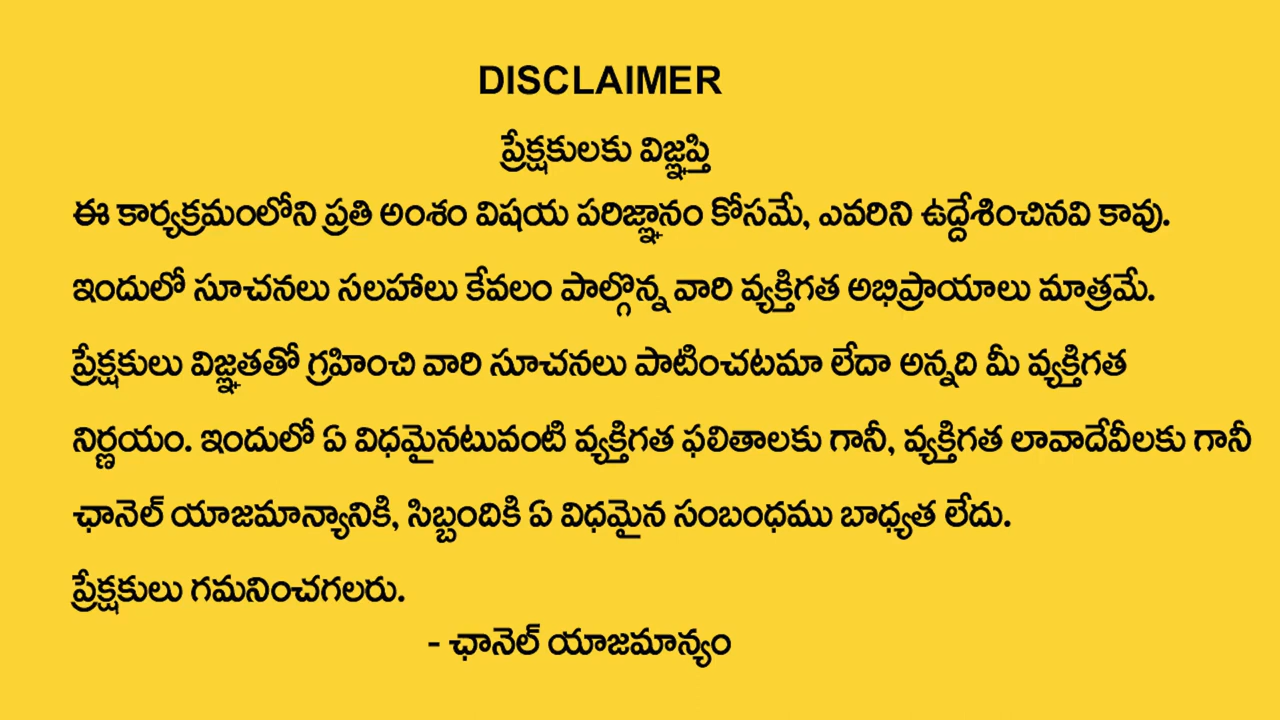 DISCLAIMER
ప్రేక్షకులకు విజ్ఞప్తి
ఈ కార్యక్రమంలోని ప్రతి అంశం విషయ పరిజ్ఞానం కోసమే, ఎవరిని ఉద్దేశించినవి కావు.
ఇందులో సూచనలు సలహాలు కేవలం పాల్గొన్న వారి వ్యక్తిగత అభిప్రాయాలు మాత్రమే.
ప్రేక్షకులు విజ్ఞతతో గ్రహించి వారి సూచనలు పాటించటమా లేదా అన్నది మీ వ్యక్తిగత
నిర్ణయం. ఇందులో ఏ విధమైనటువంటి వ్యక్తిగత ఫలితాలకు గానీ, వ్యక్తిగత లావాదేవీలకు గానీ
ఛానెల్ యాజమాన్యానికి, సిబ్బందికి ఏ విధమైన సంబంధము బాధ్యత లేదు.
ప్రేక్షకులు గమనించగలరు.
- ఛానెల్ యాజమాన్యం